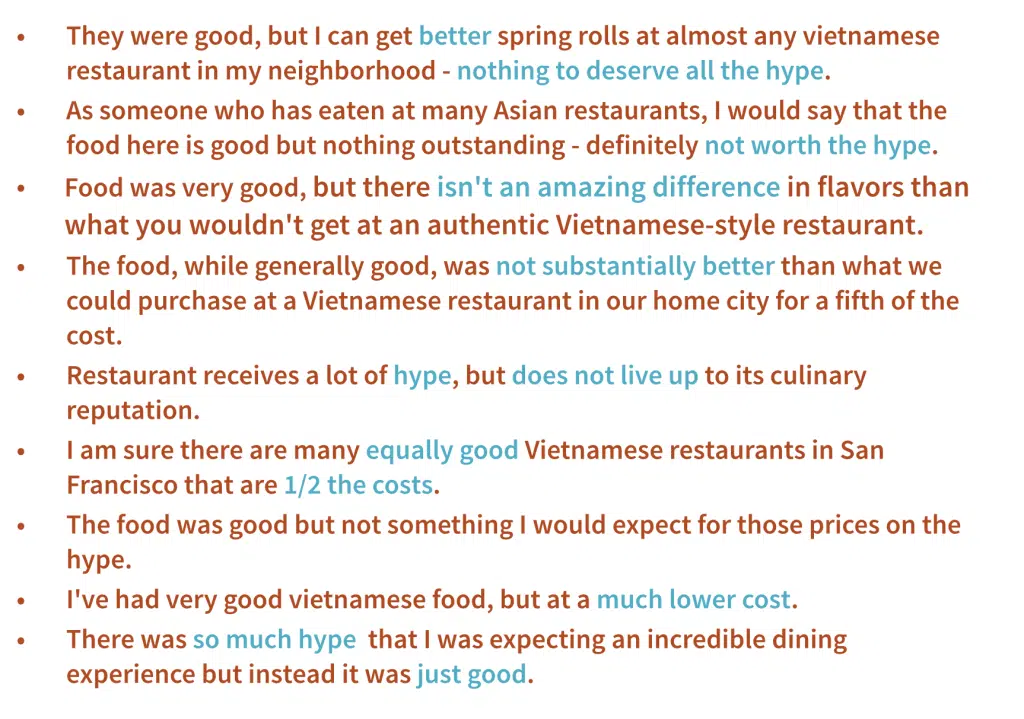 • They were good, but I can get better spring rolls at almost any vietnamese
restaurant in my neighborhood - nothing to deserve all the hype.
• As someone who has eaten at many Asian restaurants, I would say that the
food here is good but nothing outstanding - definitely not worth the hype.
• Food was very good, but there isn't an amazing difference in flavors than
what you wouldn't get at an authentic Vietnamese-style restaurant.
• The food, while generally good, was not substantially better than what we
could purchase at a Vietnamese restaurant in our home city for a fifth of the
cost.
• Restaurant receives a lot of hype, but does not live up to its culinary
reputation.
• I am sure there are many equally good Vietnamese restaurants in San
Francisco that are 1/2 the costs.
• The food was good but not something I would expect for those prices on the
hype.
• I've had very good vietnamese food, but at a much lower cost.
• There was so much hype that I was expecting an incredible dining
experience but instead it was just good.